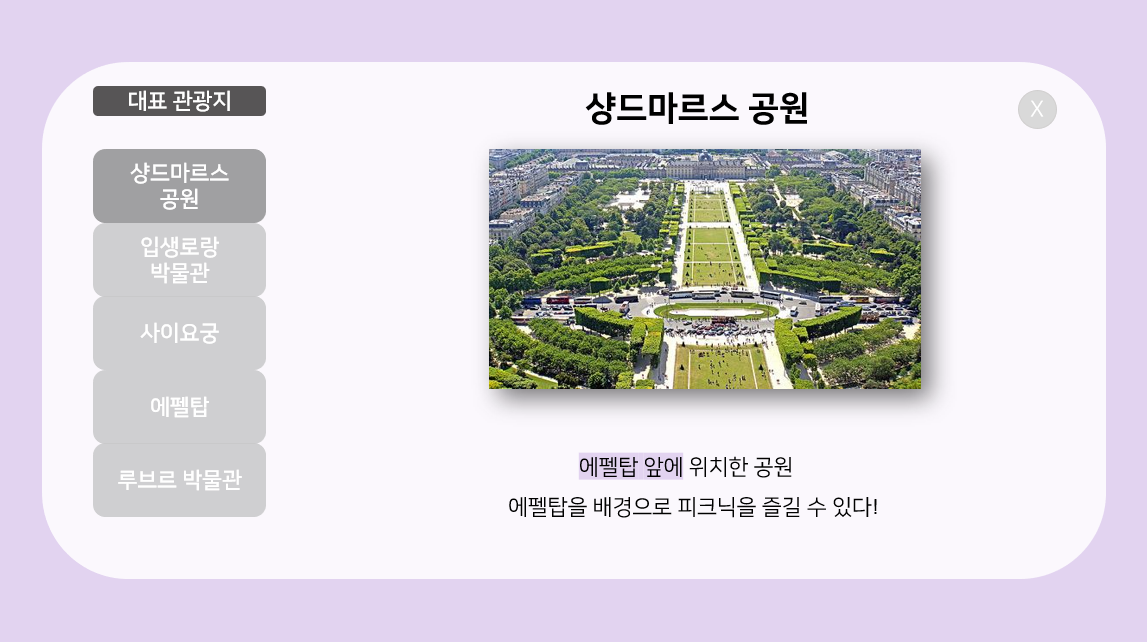 대표 관광지
샹드마르스
공원
입생로랑
박물관
사이요궁
에펠탑
루브르 박물관
샹드마르스 공원
X
에펠탑 앞에 위치한 공원
에펠탑을 배경으로 피크닉을 즐길 수 있다!